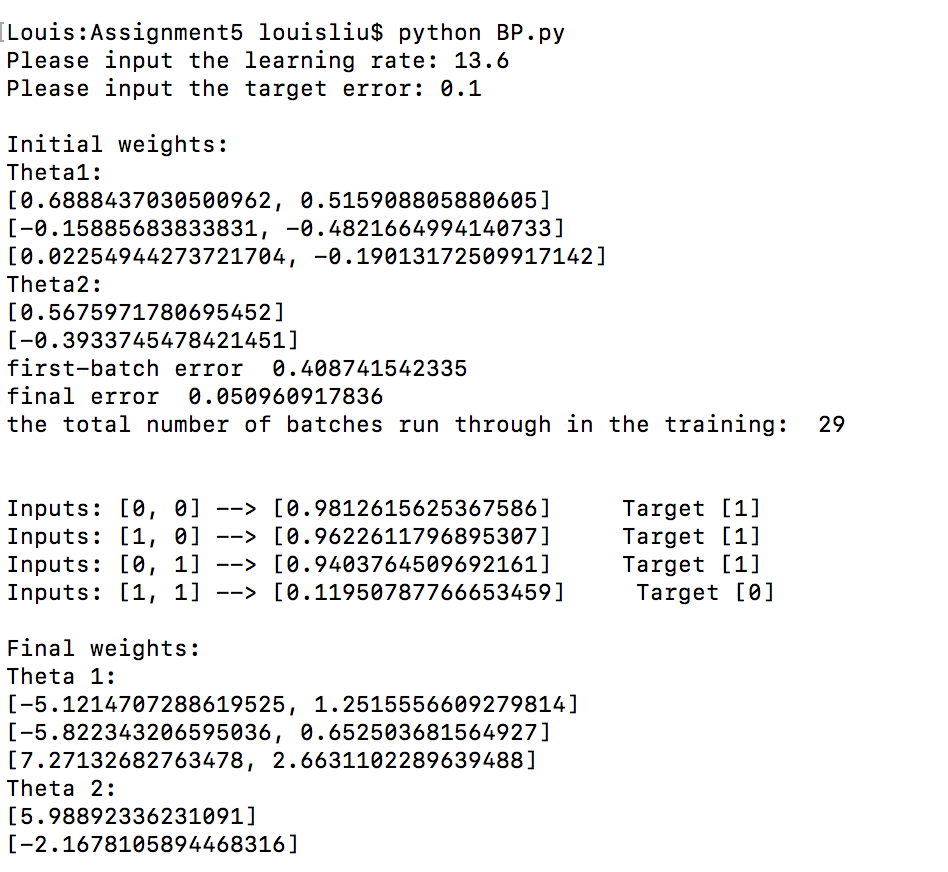 [Louis:Assignment5 louisliu$ python BP.py
Please input the learning rate: 13.6
Please input the target error: 0.1
Initial weights:
Theta1:
[0.6888437030500962, 0.515908805880605]
[-0.15885683833831, -0.4821664994140733]
[0.02254944273721704, -0.19013172509917142]
Theta2:
[0.5675971780695452]
[-0.3933745478421451]
first-batch error  0.408741542335
final error  0.050960917836
the total number of batches run through in the training:  29
Inputs: [0, 0] --> [0.9812615625367586]     Target [1]
Inputs: [1, 0] --> [0.9622611796895307]     Target [1]
Inputs: [0, 1] --> [0.9403764509692161]     Target [1]
Inputs: [1, 1] --> [0.11950787766653459]     Target [0]
Final weights:
Theta 1:
[-5.1214707288619525, 1.2515556609279814]
[-5.822343206595036, 0.652503681564927]
[7.27132682763478, 2.6631102289639488]
Theta 2:
[5.98892336231091]
[-2.1678105894468316]